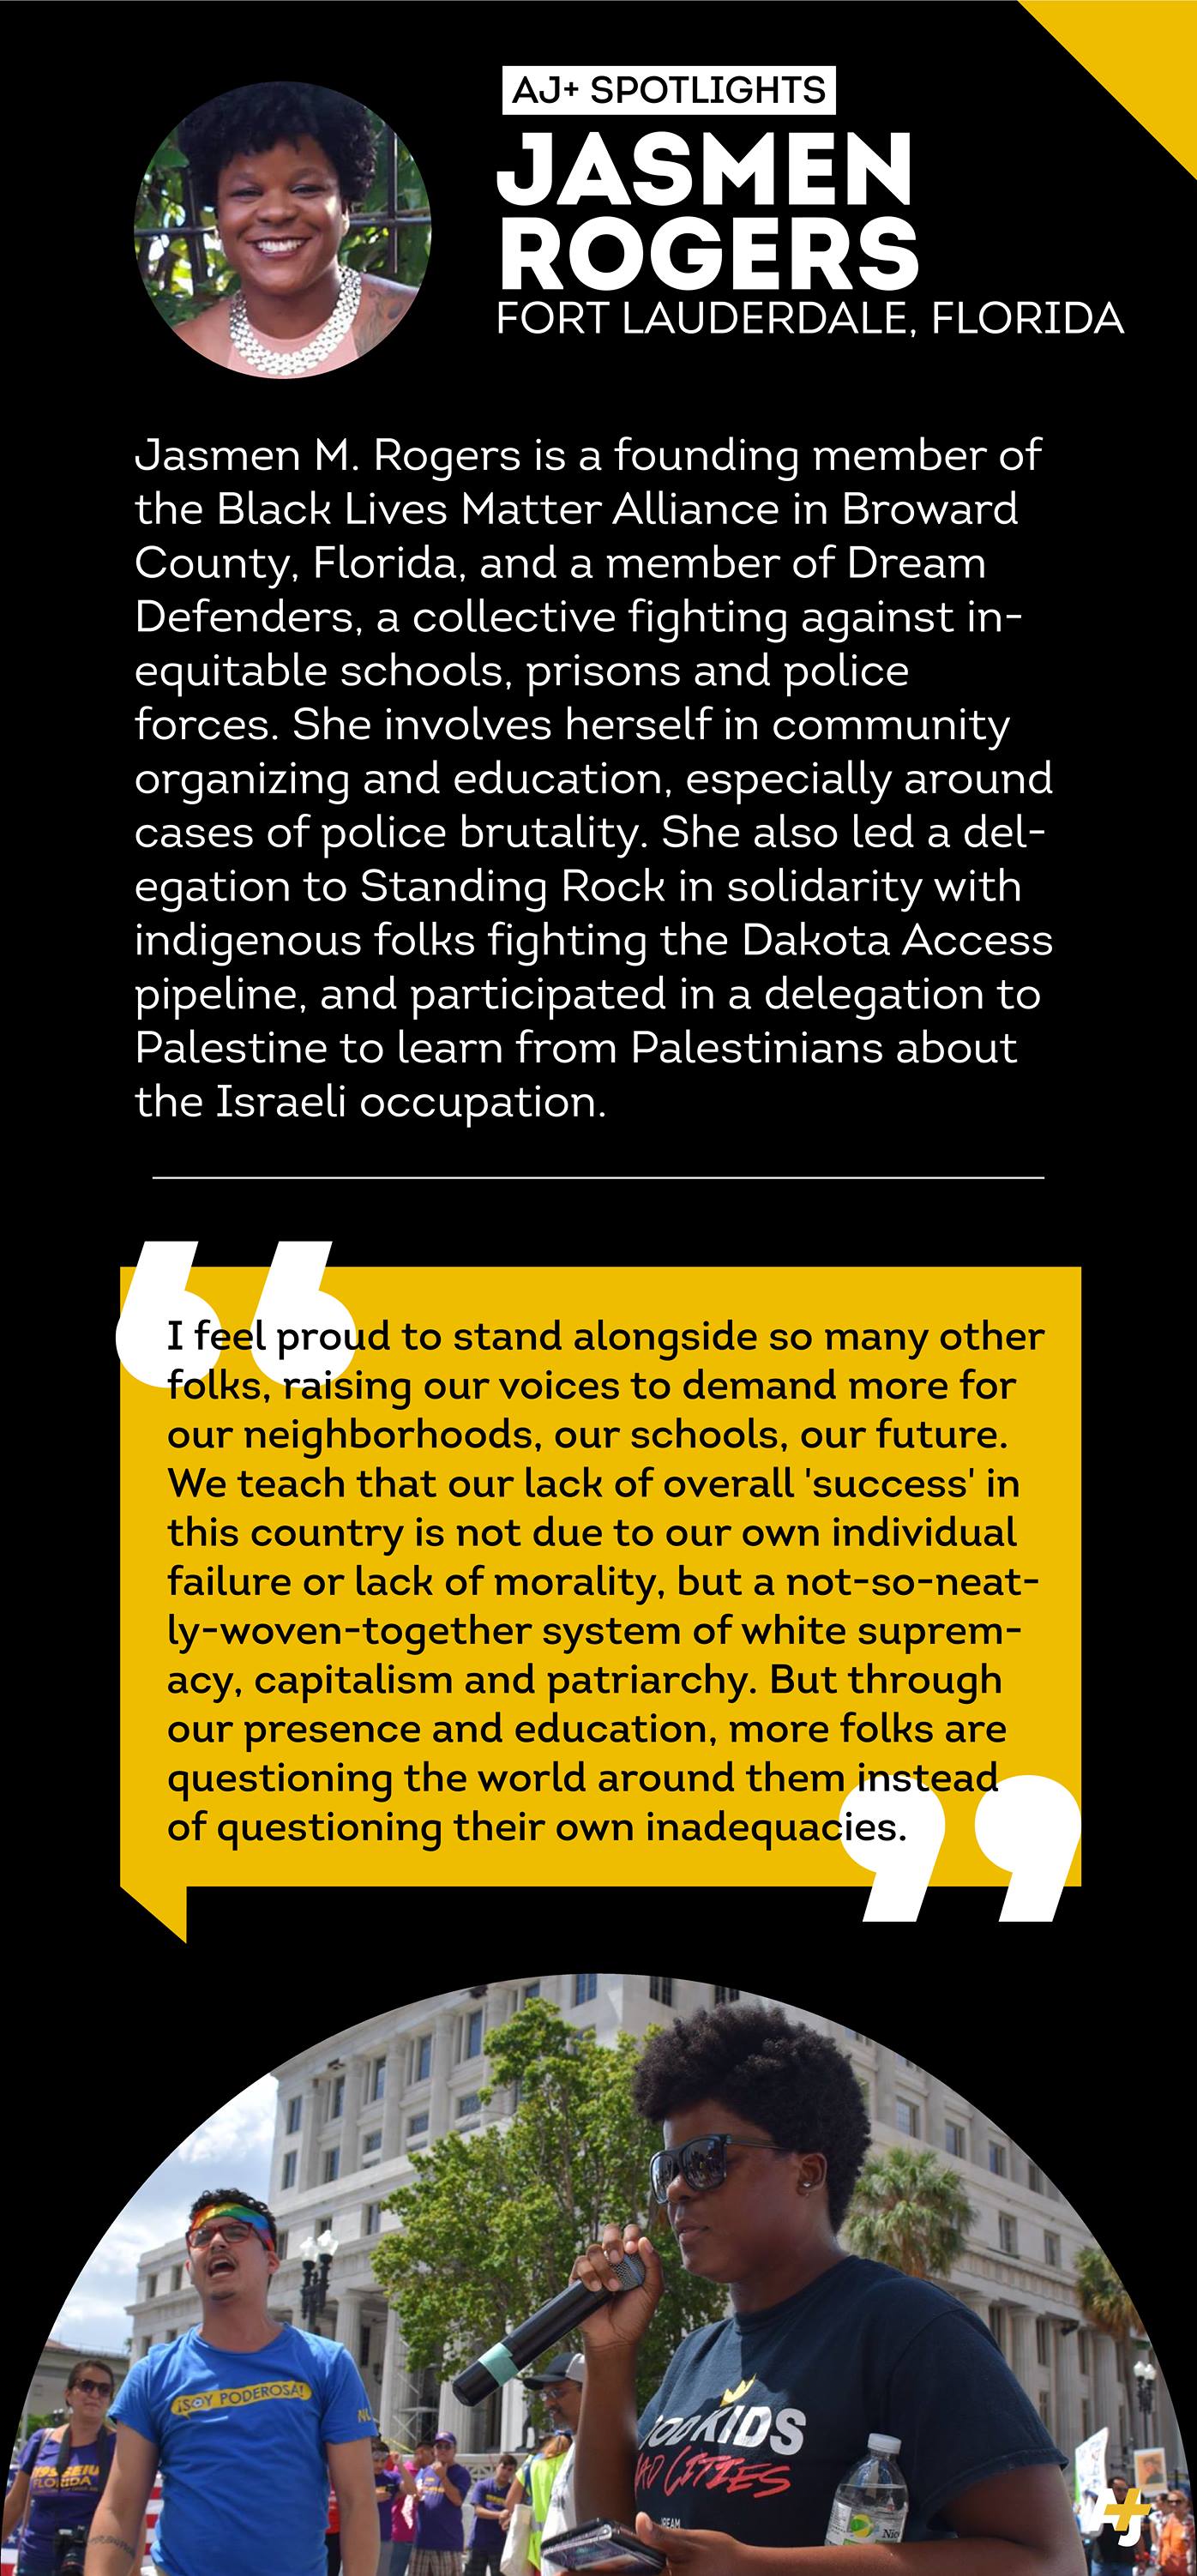 AJ+ SPOTLIGHTS
JASMEN
ROGERS
FORT LAUDERDALE, FLORIDA
Jasmen M. Rogers is a founding member of
the Black Lives Matter Alliance in Broward
County, Florida, and a member of Dream
Defenders, a collective fighting against in-
equitable schools, prisons and police
forces. She involves herself in community
organizing and education, especially around
cases of police brutality. She also led a del-
egation to Standing Rock in solidarity with
indigenous folks fighting the Dakota Access
pipeline, and participated in a delegation to
Palestine to learn from Palestinians about
the Israeli occupation.
“
I feel proud to stand alongside so many other
folks, raising our voices to demand more for
our neighborhoods, our schools, our future.
We teach that our lack of overall 'success' in
this country is not due to our own individual
failure or lack of morality, but a not-so-neat-
ly-woven-together system of white suprem-
acy, capitalism and patriarchy. But through
our presence and education, more folks are
questioning the world around them instead
of questioning their own inadequacies.
”
¡SOY PODEROSA!
SEIU
FLORIDA
KIDS
CITIES
AJ+